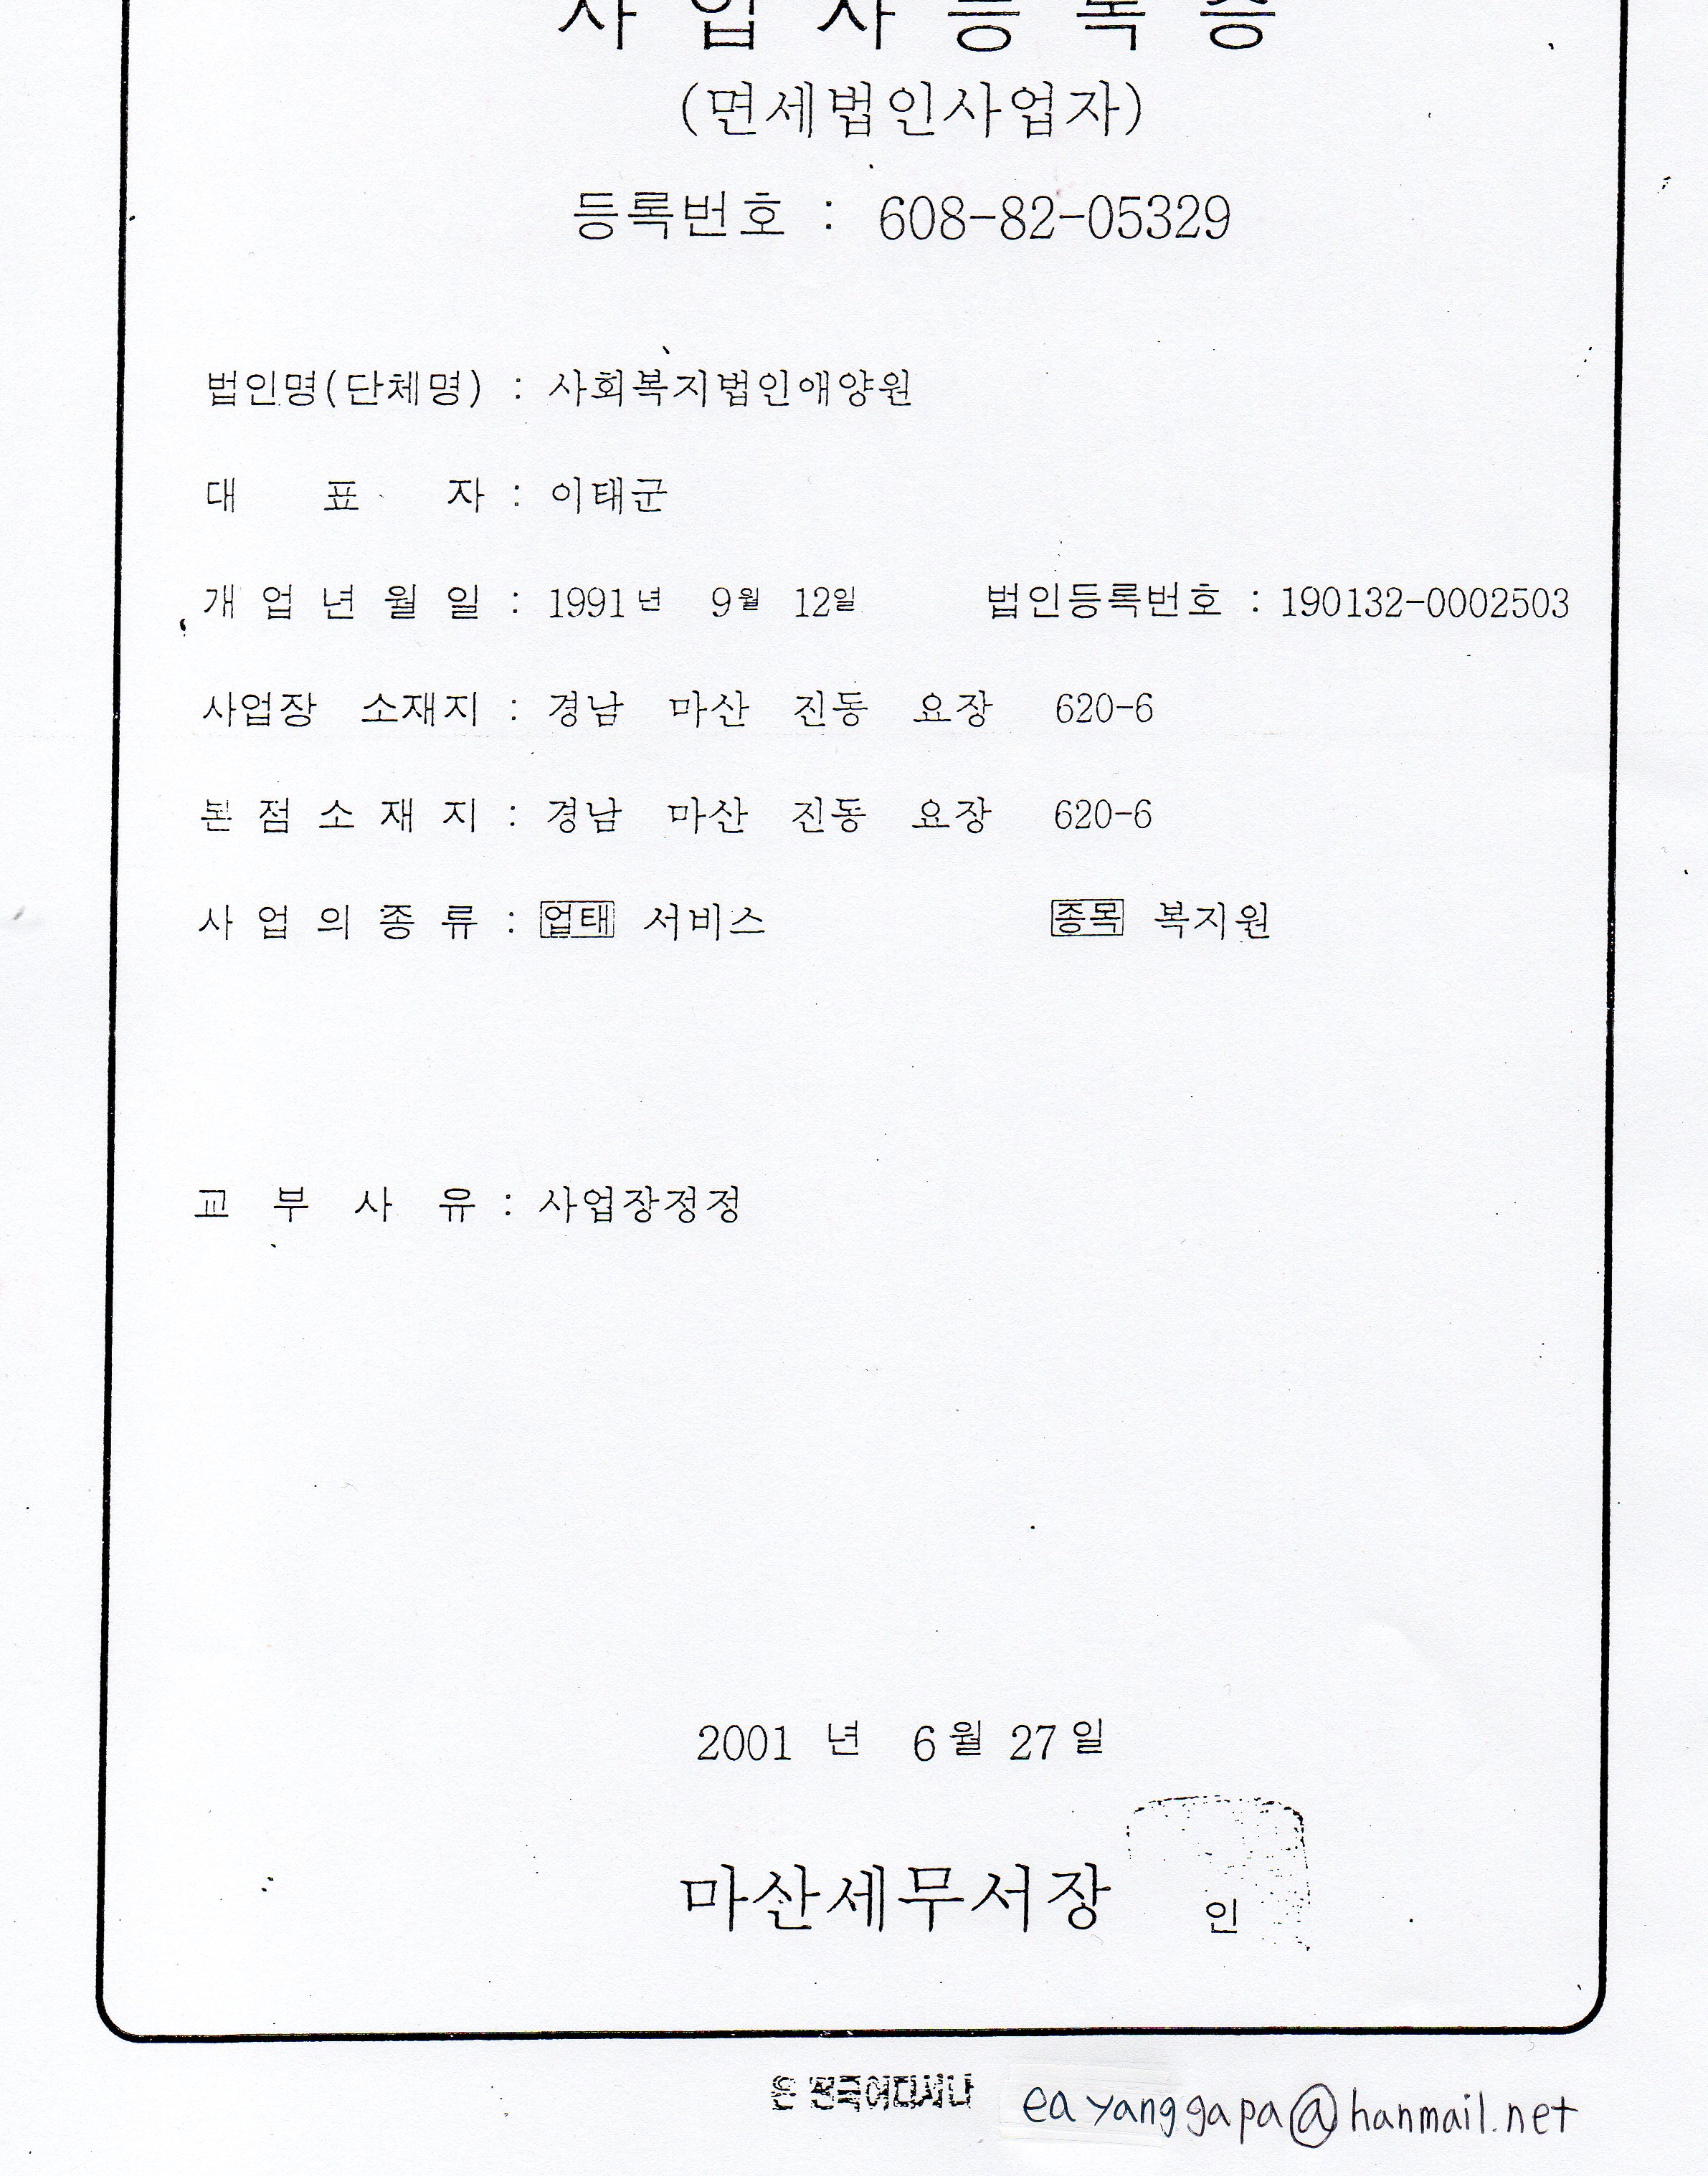 사 업 자 등 록 증
(면세법인사업자)
등록번호 : 608-82-05329
법인명(단체명) : 사회복지법인애양원
대 표 자 : 이태군
개 업 년 월 일 : 1991년 9월 12일 법인등록번호 : 190132-0002503
사업장 소재지 : 경남 마산 진동 요장 620-6
본 점 소 재 지 : 경남 마산 진동 요장 620-6
사 업 의 종 류 : 업태 서비스 종목 복지원
교 부 사 유 : 사업장정정
2001 년 6 월 27 일
마산세무서장 인
은 전국어디서나 eayanggapa@hanmail.net